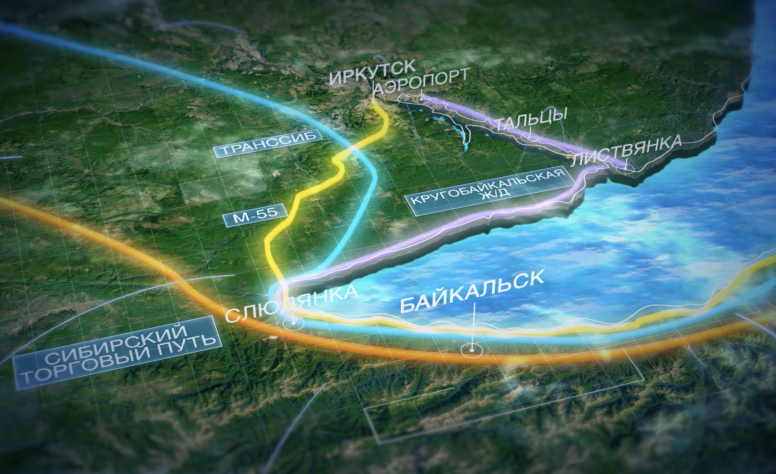 ИРКУТСК
АЭРОПОРТ
ТАЛЬЦЫ
ТРАНССИБ
ЛИСТВЯНКА
КРУГОБАЙКАЛЬСКАЯ
Ж/Д
М-55
СЛЮДЯНКА
БАЙКАЛЬСК
СИБИРСКИЙ
ТОРГОВЫЙ ПУТЬ